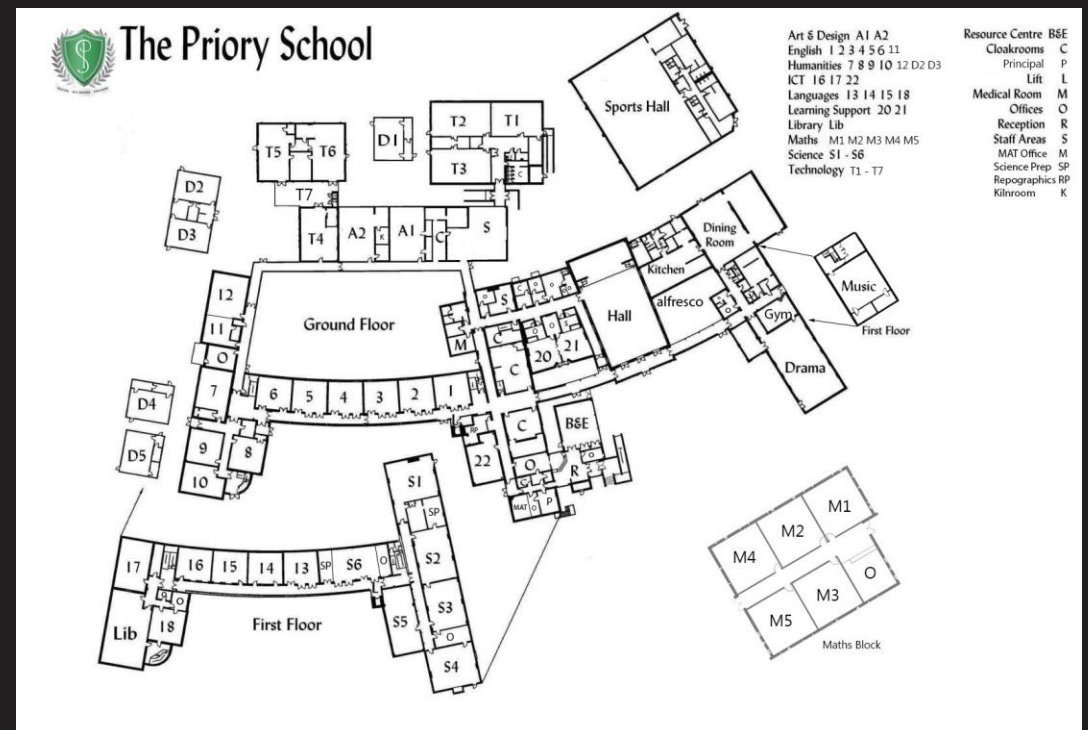 The Priory School
Art & Design A1 A2
English 1 2 3 4 5 6 11
Humanities 7 8 9 10 12 D2 D3
ICT 16 17 22
Languages 13 14 15 18
Learning Support 20 21
Library Lib
Maths M1 M2 M3 M4 M5
Science S1 - S6
Technology T1 - T7
Resource Centre B&E
Cloakrooms C
Principal P
Lift L
Medical Room M
Offices O
Reception R
Staff Areas S
MAT Office M
Science Prep SP
Repographics RP
Kilnroom K
Sports Hall
T2
T1
T3
D1
T5
T6
T7
D2
D3
T4
A2
K
A1
C
S
C
Dining
Room
Kitchen
alfresco
Music
First Floor
Gym
Drama
Hall
12
11
O
7
Ground Floor
S
C
O
O
M
C
20
21
C
6
5
4
3
2
1
D4
D5
9
8
10
RP
22
C
B&E
O
R
O
C
MAT
O
P
S1
SP
S2
S3
O
S4
S5
17
16
15
14
13
SP
S6
O
O
O
18
Lib
First Floor
M1
M2
M4
M3
O
M5
Maths Block